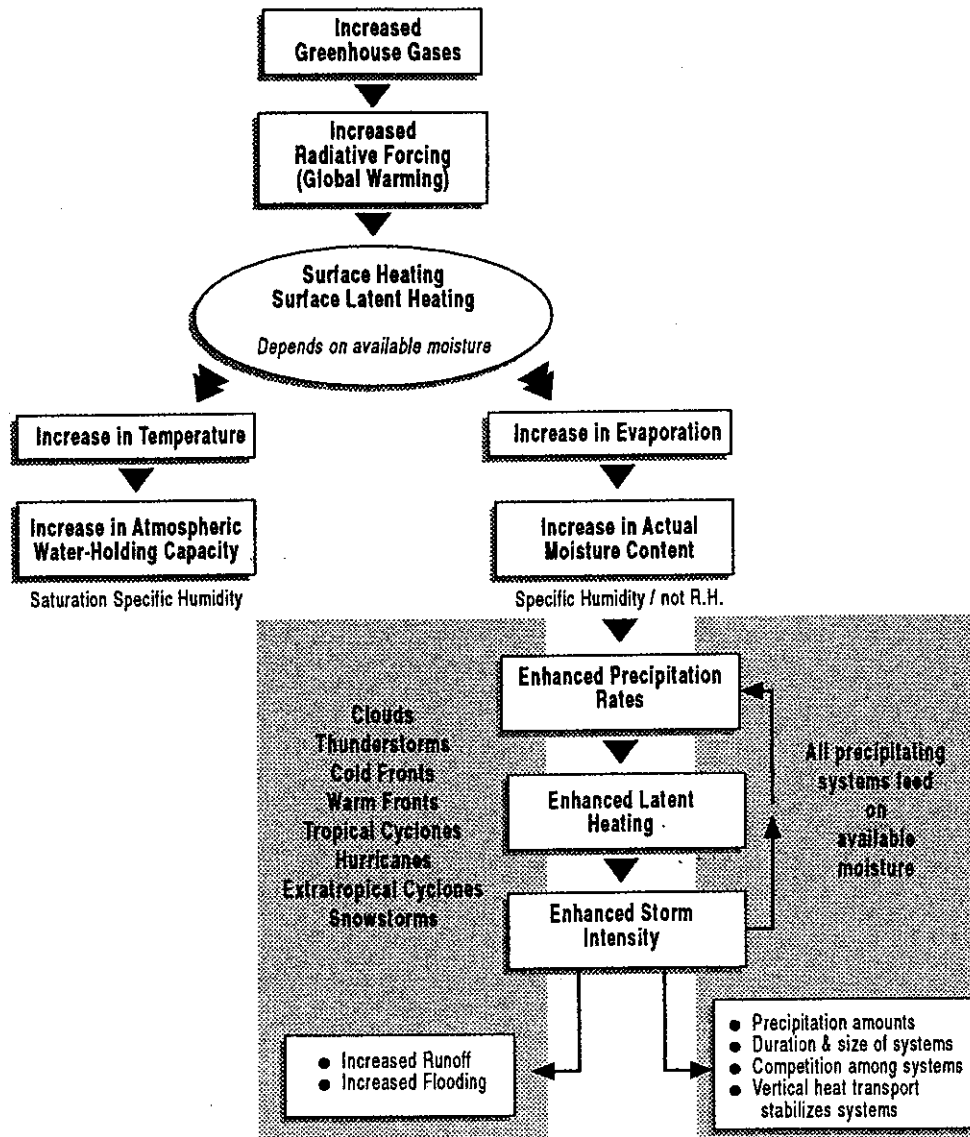 Increased
Greenhouse Gases
Increased
Radiative Forcing
(Global Warming)
Surface Heating
Surface Latent Heating
Depends on available moisture
Increase in Temperature
Increase in Evaporation
Increase in Atmospheric
Water-Holding Capacity
Saturation Specific Humidity
Increase in Actual
Moisture Content
Specific Humidity / not R.H.
Enhanced Precipitation
Rates
Enhanced Latent
Heating
Enhanced Storm
Intensity
Clouds
Thunderstorms
Cold Fronts
Warm Fronts
Tropical Cyclones
Hurricanes
Extratropical Cyclones
Snowstorms
All precipitating
systems feed
on
available
moisture
● Increased Runoff
● Increased Flooding
● Precipitation amounts
● Duration & size of systems
● Competition among systems
● Vertical heat transport
stabilizes systems